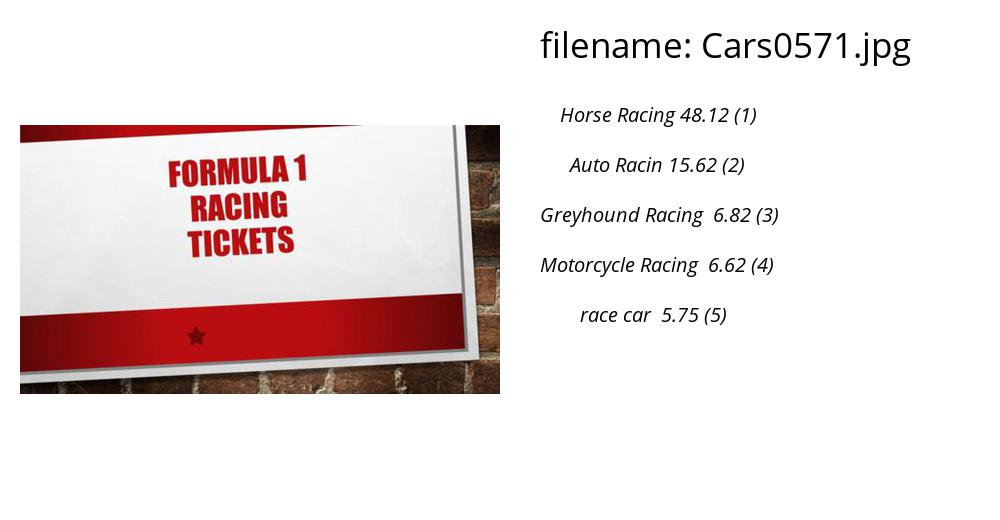 filename: Cars0571.jpg
Horse Racing 48.12 (1)
FORMULA 1
RACING
TICKETS
Auto Racin 15.62 (2)
Greyhound Racing  6.82 (3)
Motorcycle Racing  6.62 (4)
race car  5.75 (5)